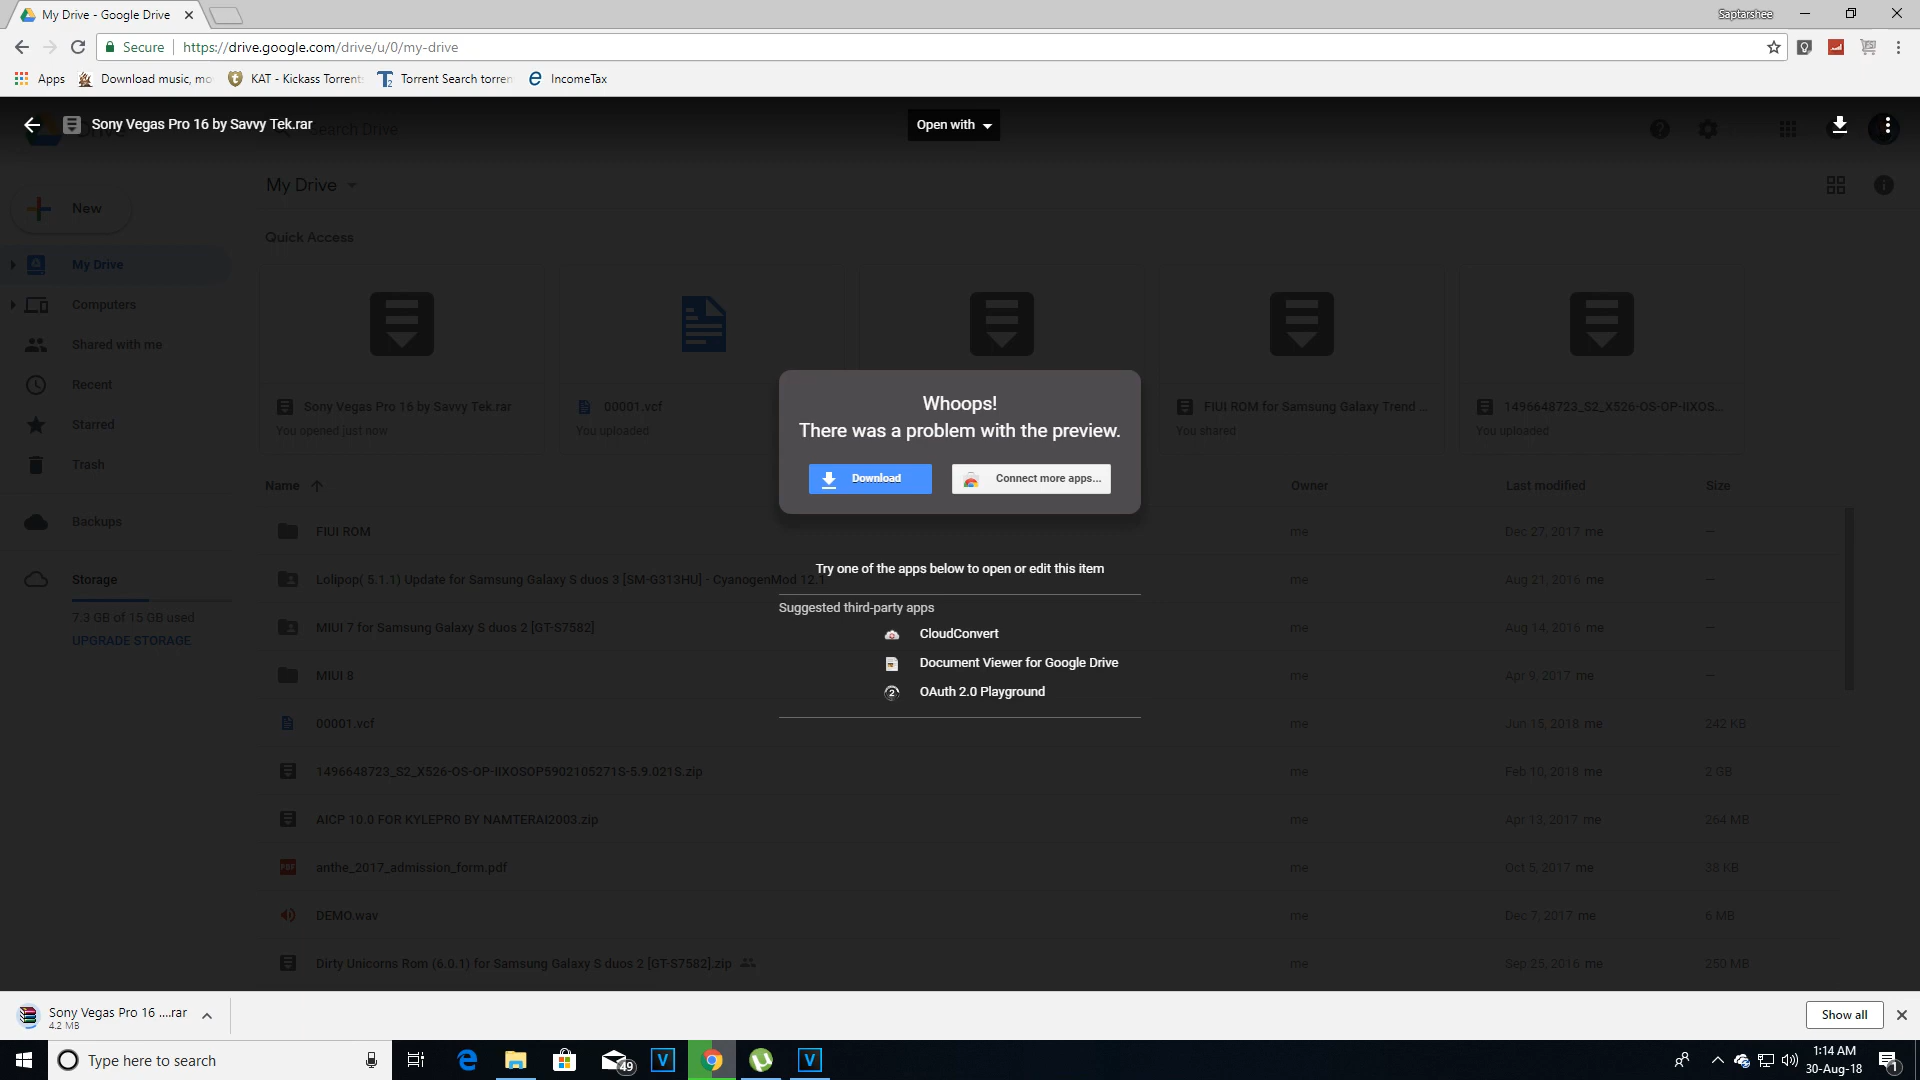 My Drive - Google Drive
Saptarshee
Secure
https://drive.google.com/drive/u/0/my-drive
Apps
Download music, mo
KAT - Kickass Torrents
Torrent Search torren
IncomeTax
Sony Vegas Pro 16 by Savvy Tek.rar
Search Drive
Open with
New
My Drive
Computers
Shared with me
Recent
Starred
Trash
Backups
Storage
7.3 GB of 15 GB used
UPGRADE STORAGE
My Drive
Quick Access
Sony Vegas Pro 16 by Savvy Tek.rar
You opened just now
00001.vcf
You uploaded
FIUI ROM for Samsung Galaxy Trend ...
You shared
1496648723_S2_X526-OS-OP-IIXOS...
You uploaded
Whoops!
There was a problem with the preview.
Download
Connect more apps...
Try one of the apps below to open or edit this item
Suggested third-party apps
CloudConvert
Document Viewer for Google Drive
OAuth 2.0 Playground
Name Owner Last modified Size
FIUI ROM me Dec 27, 2017 me —
Lolipop( 5.1.1) Update for Samsung Galaxy S duos 3 [SM-G313HU] - CyanogenMod 12.1 me Aug 21, 2016 me —
MIUI 7 for Samsung Galaxy S duos 2 [GT-S7582] me Aug 14, 2016 me —
MIUI 8 me Apr 9, 2017 me —
00001.vcf me Jun 15, 2018 me 242 KB
1496648723_S2_X526-OS-OP-IIXOSOP5902105271S-5.9.021S.zip me Feb 10, 2018 me 2 GB
AICP 10.0 FOR KYLEPRO BY NAMTERAI2003.zip me Apr 13, 2017 me 264 MB
anthe_2017_admission_form.pdf me Oct 5, 2017 me 38 KB
DEMO.wav me Dec 7, 2017 me 6 MB
Dirty Unicorns Rom (6.0.1) for Samsung Galaxy S duos 2 [GT-S7582].zip me Sep 25, 2016 me 250 MB
Sony Vegas Pro 16 ....rar
4.2 MB
Show all
Type here to search
49
1:14 AM
30-Aug-18
1